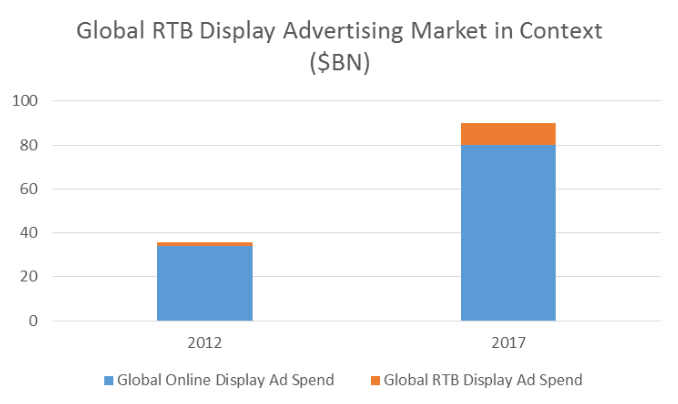 Global RTB Display Advertising Market in Context
($BN)
100
80
60
40
20
0
2012 2017
Global Online Display Ad Spend Global RTB Display Ad Spend